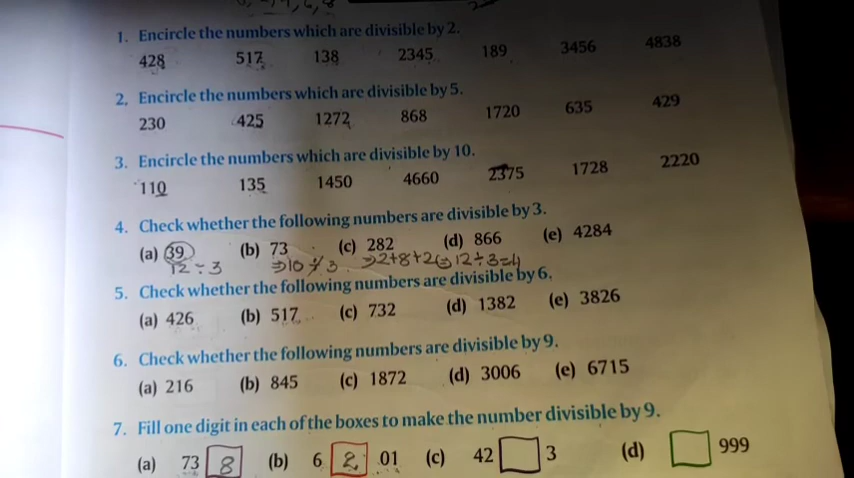 1. Encircle the numbers which are divisible by 2.
428 517 138 2345 189 3456 4838
2. Encircle the numbers which are divisible by 5.
230 425 1272 868 1720 635 429
3. Encircle the numbers which are divisible by 10.
110 135 1450 4660 2375 1728 2220
4. Check whether the following numbers are divisible by 3.
(a) 39 (b) 73 (c) 282 (d) 866 (e) 4284
12 ÷ 3 ⇒10 ⇒2+8+2 ⇒12÷3=4
5. Check whether the following numbers are divisible by 6.
(a) 426 (b) 517 (c) 732 (d) 1382 (e) 3826
6. Check whether the following numbers are divisible by 9.
(a) 216 (b) 845 (c) 1872 (d) 3006 (e) 6715
7. Fill one digit in each of the boxes to make the number divisible by 9.
(a) 73 8 (b) 6 2 01 (c) 42 3 (d) 999